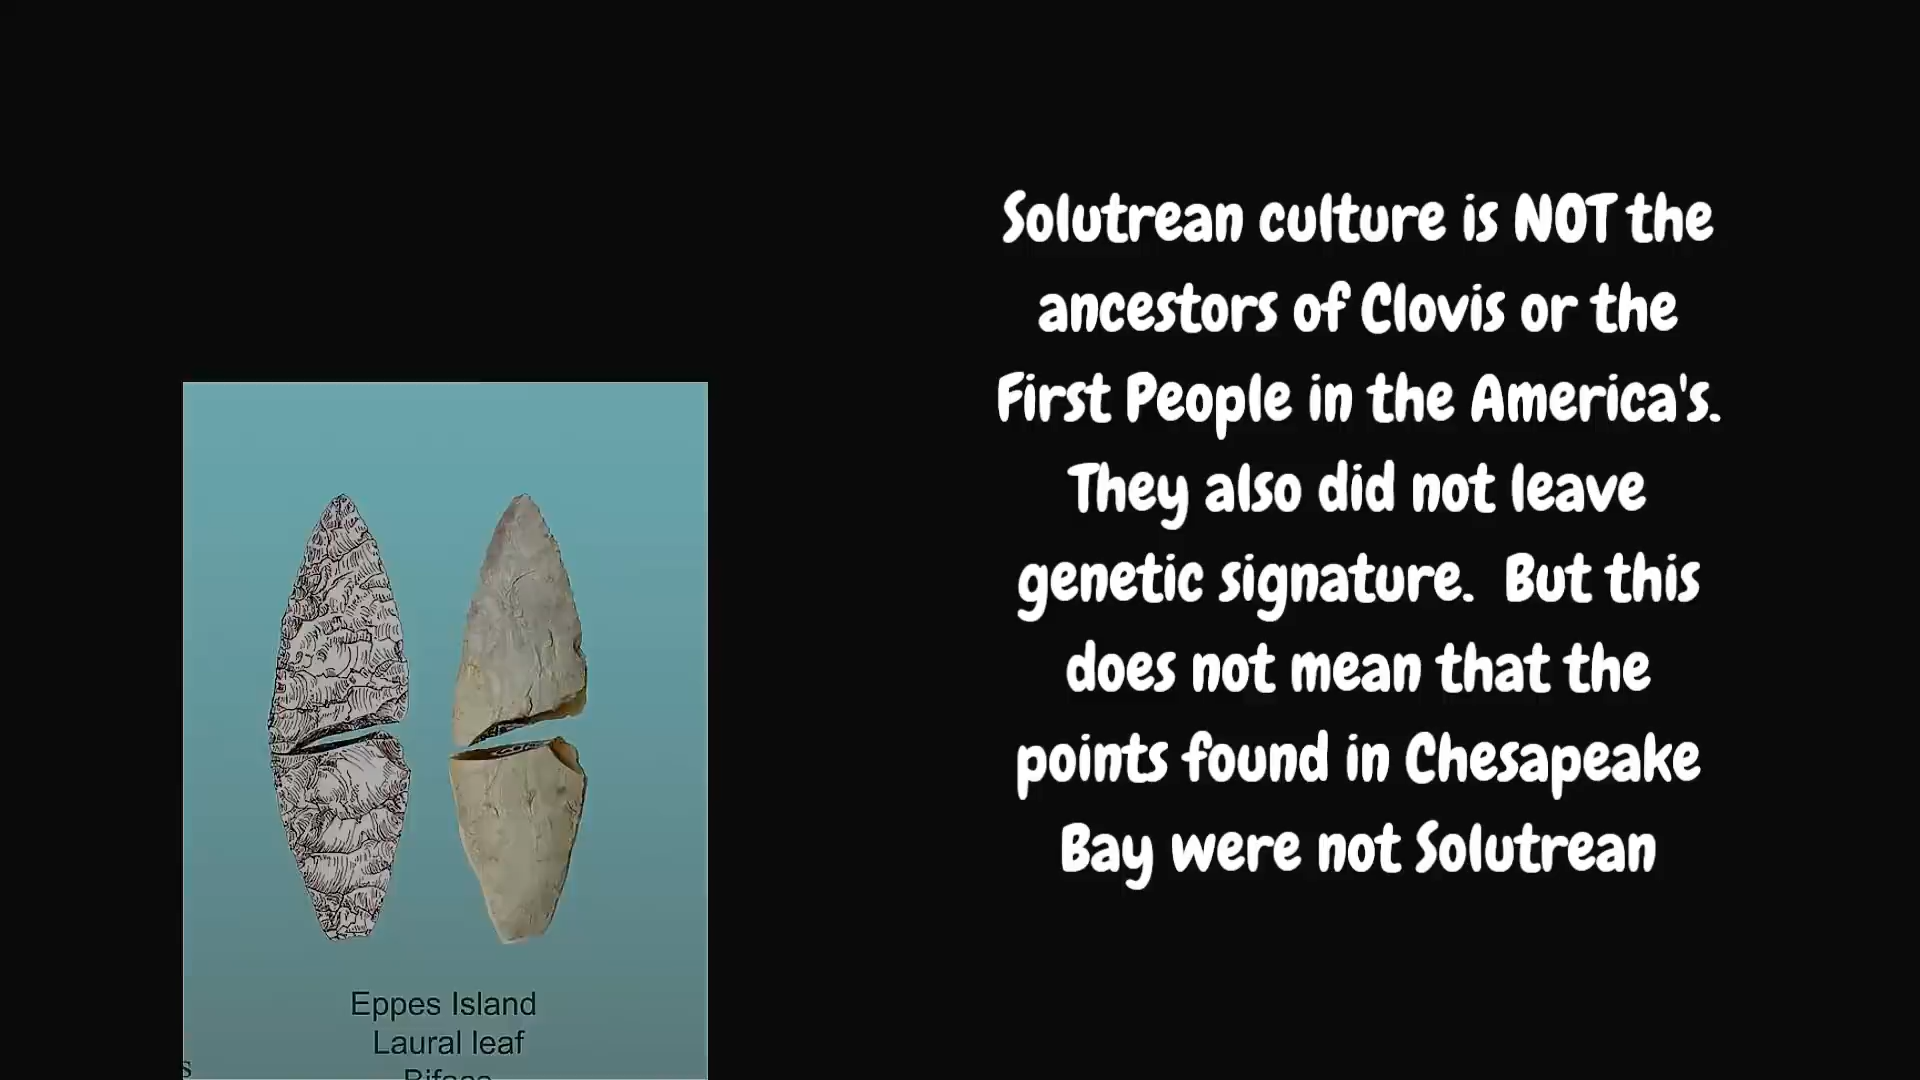 Solutrean culture is NOT the
ancestors of Clovis or the
First People in the America's.
They also did not leave
genetic signature. But this
does not mean that the
points found in Chesapeake
Bay were not Solutrean
Eppes Island
Laural leaf